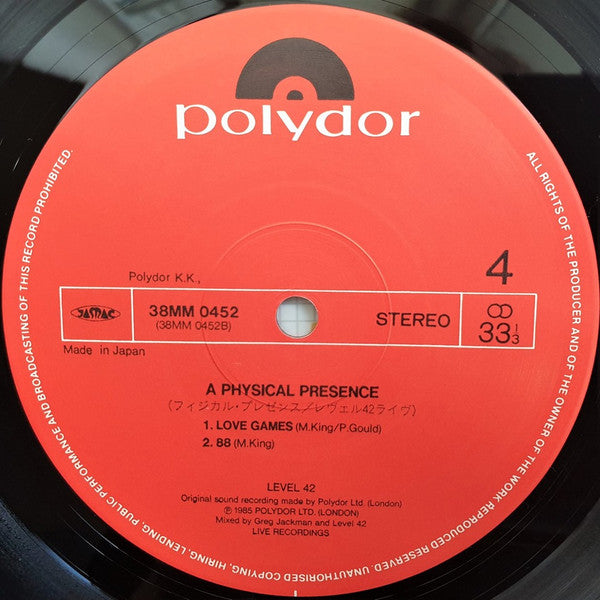 polydor
4
Polydor K.K.,
JASRAC
38MM 0452
(38MM 0452B)
STEREO
33 1/3
Made in Japan
A PHYSICAL PRESENCE
(フィジカル・プレゼンス/レヴェル42ライヴ)
1. LOVE GAMES (M.King/P.Gould)
2. 88 (M.King)
LEVEL 42
Original sound recording made by Polydor Ltd. (London)
℗ 1985 POLYDOR LTD. (LONDON)
Mixed by Greg Jackman and Level 42
LIVE RECORDINGS
ALL RIGHTS OF THE PRODUCER AND OF THE OWNER OF THE WORK REPRODUCED RESERVED. UNAUTHORISED COPYING, HIRING, LENDING, PUBLIC PERFORMANCE AND BROADCASTING OF THIS RECORD PROHIBITED.